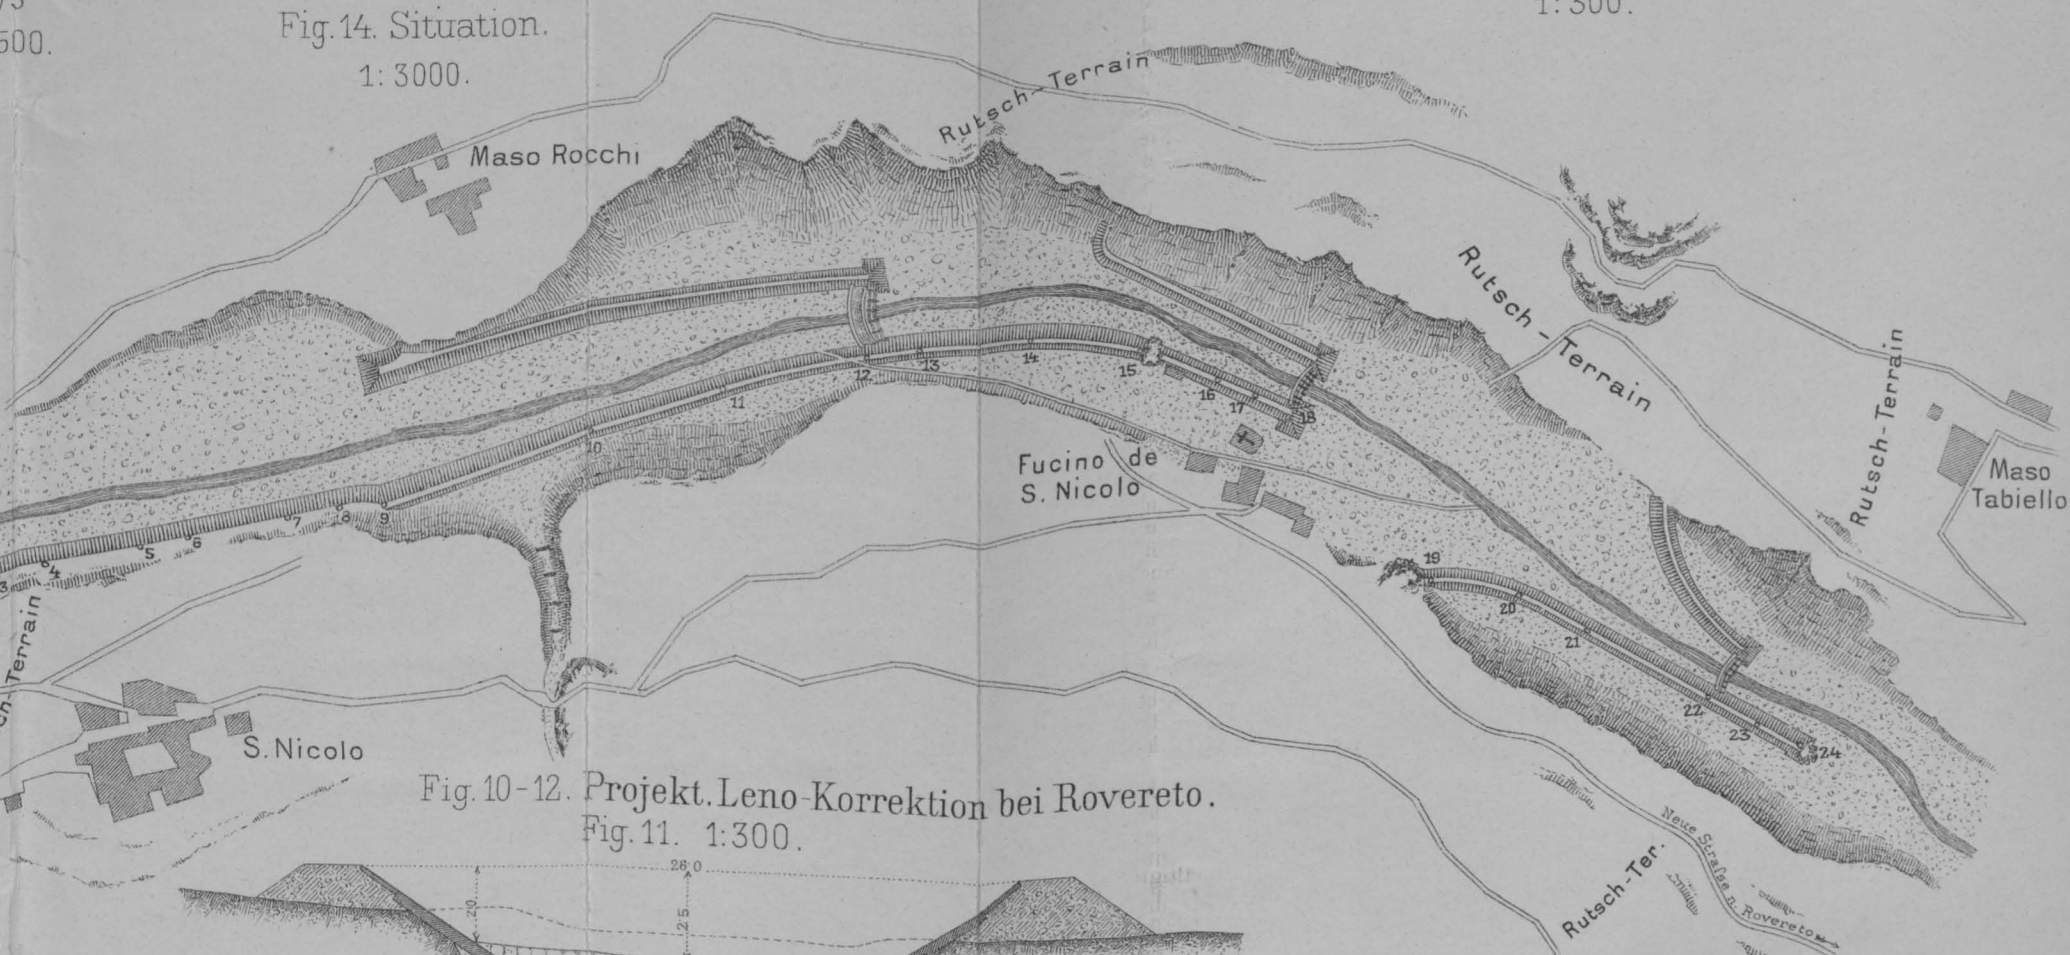 500.
Fig. 14. Situation.
1:3000.
1:300.
Rutsch-Terrain
Maso Rocchi
Rutsch-Terrain
Rutsch-Terrain
Maso
Tabiello
Fucino de
S. Nicolo
3
4
5
6
7
8
9
10
11
12
13
14
15
16
17
18
19
20
21
22
23
24
ch-Terrain
S. Nicolo
Neue Straße n. Rovereto
Rutsch-Ter.
Fig. 10-12. Projekt. Leno-Korrektion bei Rovereto.
Fig. 11. 1:300.
26·0
2,0
2,5